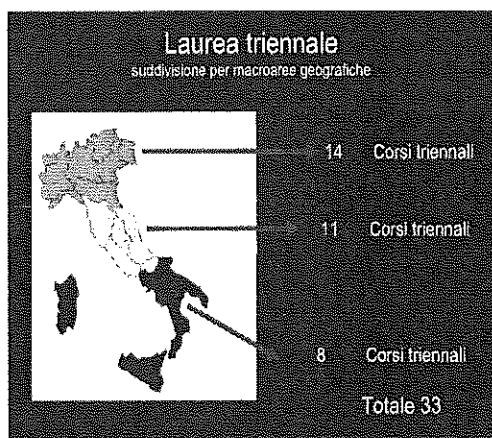 Laurea triennale
suddivisione per macroaree geografiche
14 Corsi triennali
11 Corsi triennali
8 Corsi triennali
Totale 33